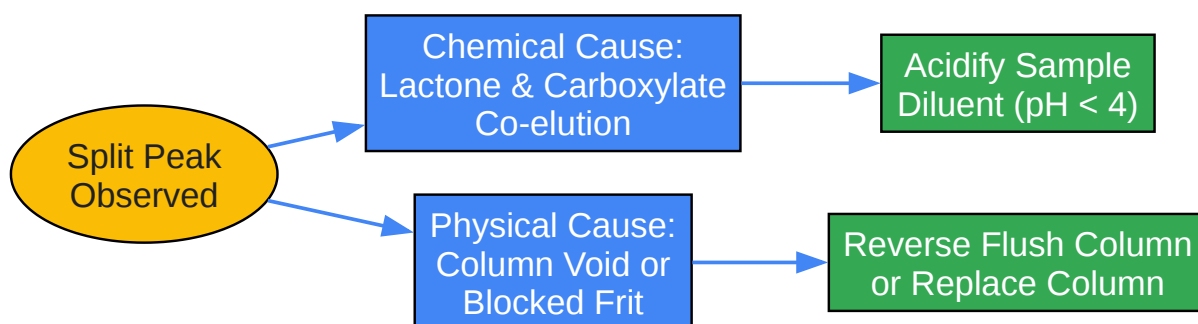 Split Peak
Observed
Chemical Cause:
Lactone & Carboxylate
Co-elution
Acidify Sample
Diluent (pH < 4)
Physical Cause:
Column Void or
Blocked Frit
Reverse Flush Column
or Replace Column